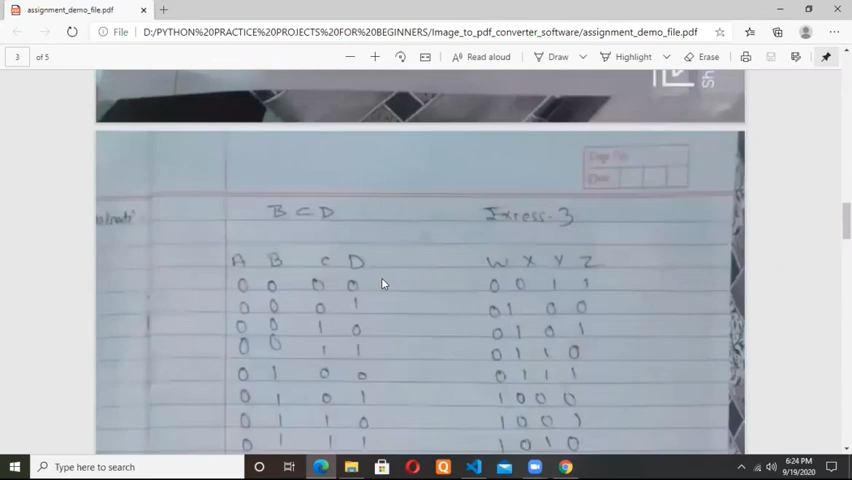 assignment_demo_file.pdf
File D:/PYTHON%20PRACTICE%20PROJECTS%20FOR%20BEGINNERS/Image_to_pdf_converter_software/assignment_demo_file.pdf
3 of 5 Read aloud Draw Highlight Erase
B C D Excess-3
A B C D W X Y Z
0 0 0 0 0 0 1 1
0 0 0 1 0 1 0 0
0 0 1 0 0 1 0 1
0 0 1 1 0 1 1 0
0 1 0 0 0 1 1 1
0 1 0 1 1 0 0 0
0 1 1 0 1 0 0 1
0 1 1 1 1 0 1 0
Type here to search
6:24 PM
9/19/2020